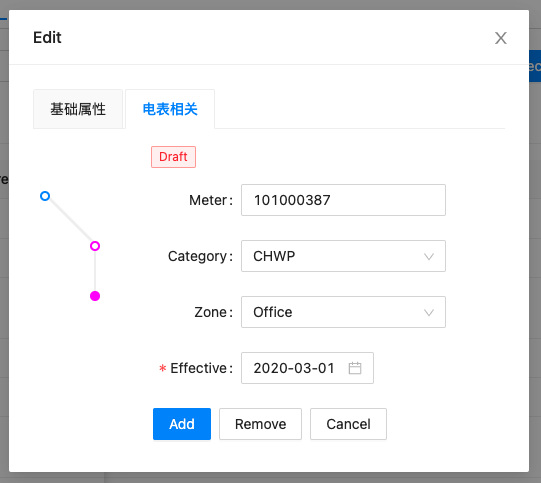 Edit
基础属性
电表相关
Draft
Meter: 101000387
Category: CHWP
Zone: Office
* Effective: 2020-03-01
Add Remove Cancel